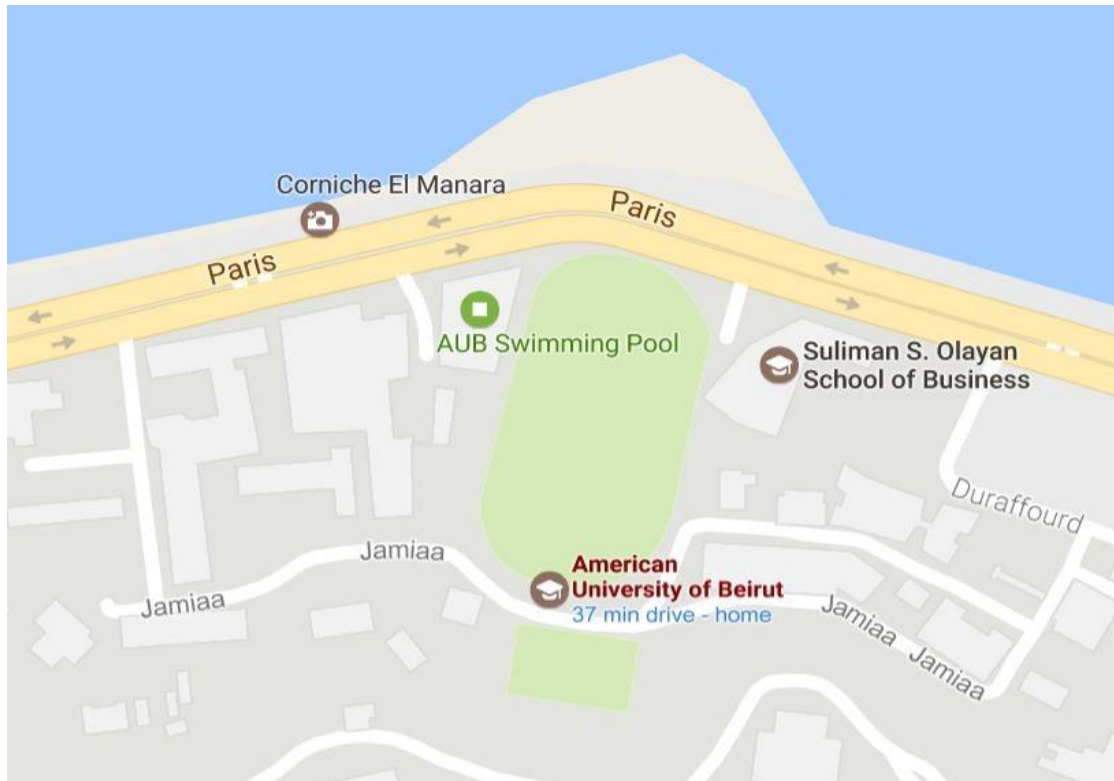 Corniche El Manara
Paris
Paris
AUB Swimming Pool
Suliman S. Olayan
School of Business
Duraffourd
Jamiaa
American
University of Beirut
37 min drive - home
Jamiaa
Jamiaa
Jamiaa